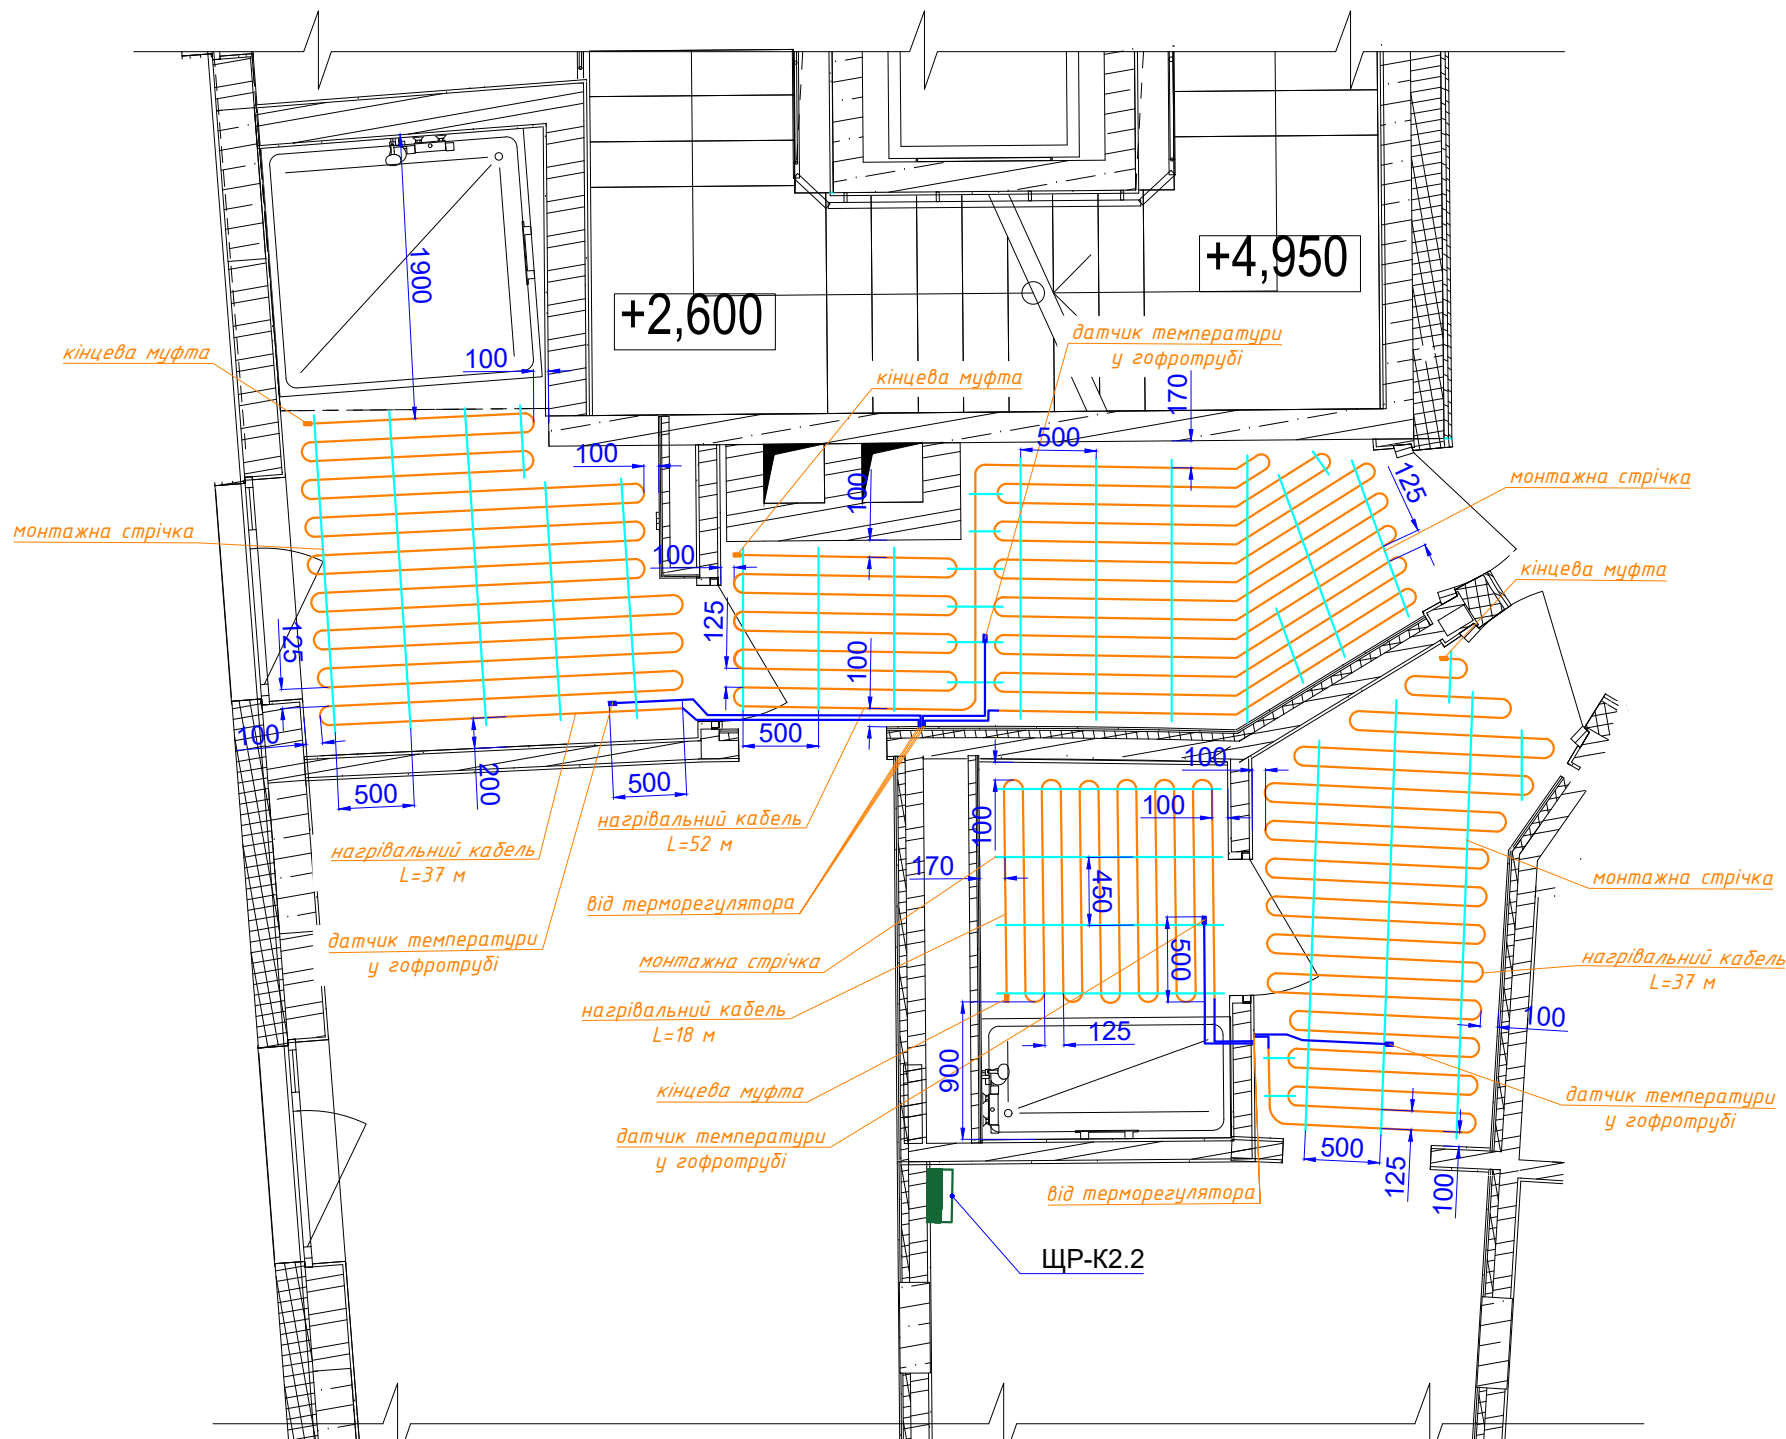 1900
+4,950
+2,600
датчик температури
у гофротрубі
кінцева муфта
100
кінцева муфта
170
500
100
125
монтажна стрічка
100
монтажна стрічка
100
кінцева муфта
125
125
100
100
500
200
500
500
100
нагрівальний кабель
L=52 м
нагрівальний кабель
L=37 м
100
100
170
450
монтажна стрічка
від терморегулятора
датчик температури
у гофротрубі
500
монтажна стрічка
нагрівальний кабель
L=37 м
нагрівальний кабель
L=18 м
125
100
900
кінцева муфта
датчик температури
у гофротрубі
датчик температури
у гофротрубі
500
125
100
від терморегулятора
ЩР-К2.2